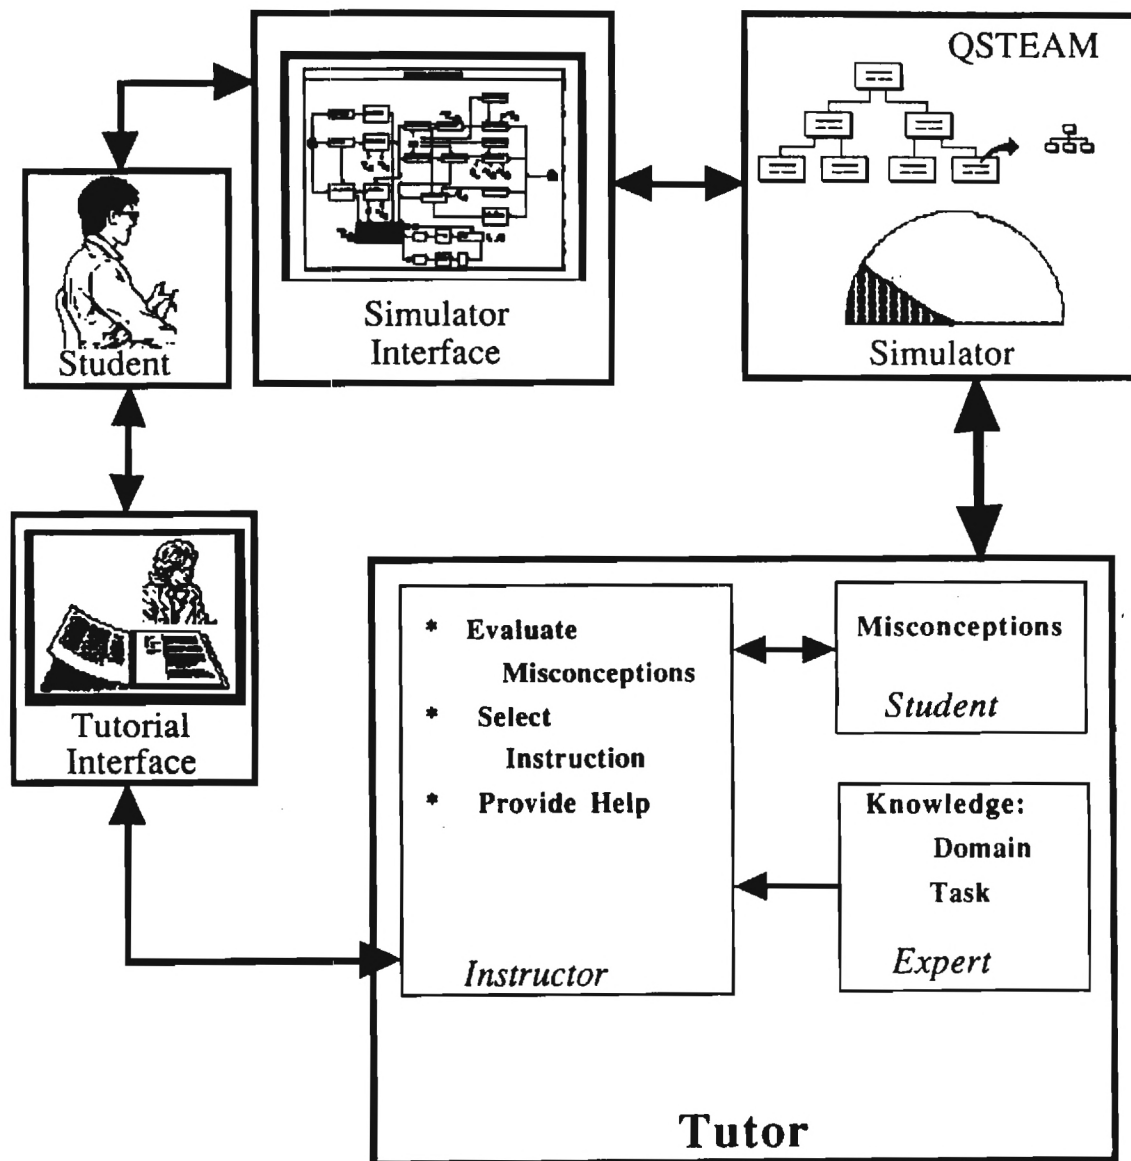 QSTEAM
Simulator
Interface
Simulator
Student
Tutorial
Interface
* Evaluate
Misconceptions
* Select
Instruction
* Provide Help
Instructor
Misconceptions
Student
Knowledge:
Domain
Task
Expert
Tutor